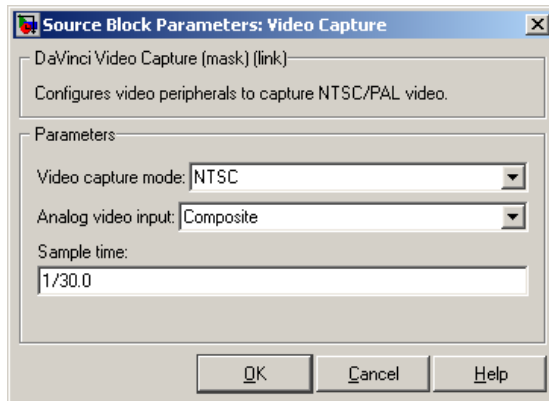 Source Block Parameters: Video Capture
DaVinci Video Capture (mask) (link)
Configures video peripherals to capture NTSC/PAL video.
Parameters
Video capture mode: NTSC
Analog video input: Composite
Sample time:
1/30.0
OK Cancel Help